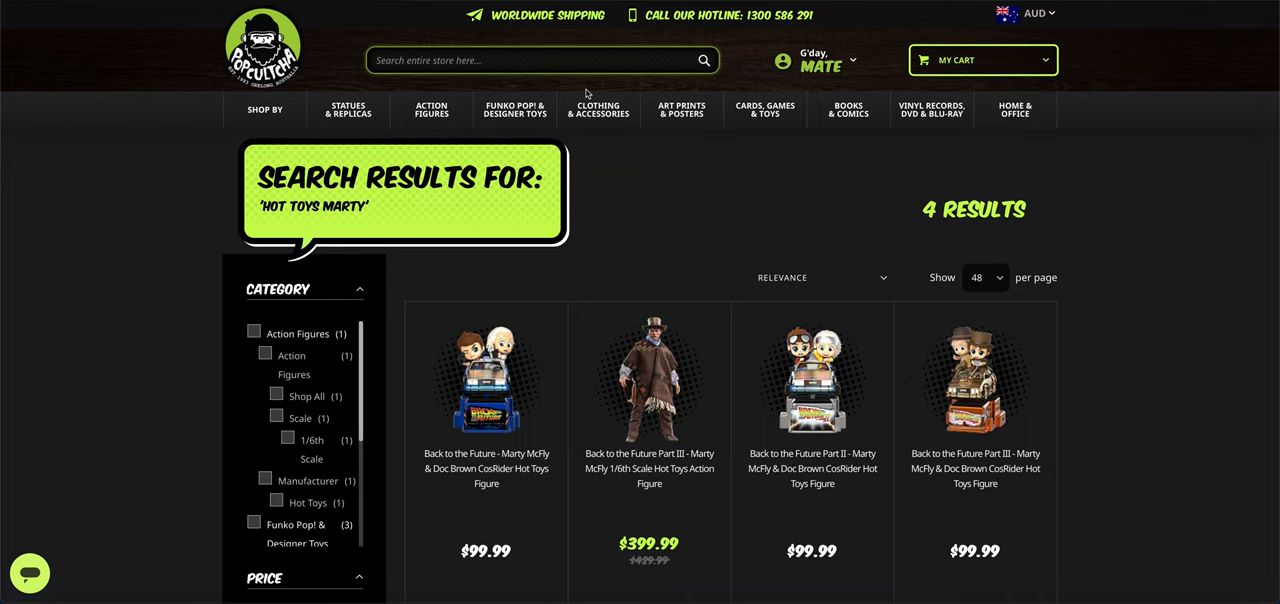 WORLDWIDE SHIPPING
CALL OUR HOTLINE: 1300 586 291
AUD
POPCULTCHA
EST. 1993 GEELONG AUSTRALIA
Search entire store here...
G'day,
MATE
MY CART
SHOP BY
STATUES
& REPLICAS
ACTION
FIGURES
FUNKO POP! &
DESIGNER TOYS
CLOTHING
& ACCESSORIES
ART PRINTS
& POSTERS
CARDS, GAMES
& TOYS
BOOKS
& COMICS
VINYL RECORDS,
DVD & BLU-RAY
HOME &
OFFICE
SEARCH RESULTS FOR:
'HOT TOYS MARTY'
4 RESULTS
RELEVANCE
Show 48 per page
CATEGORY
Action Figures (1)
Action (1)
Figures
Shop All (1)
Scale (1)
1/6th (1)
Scale
Manufacturer (1)
Hot Toys (1)
Funko Pop! & (3)
Designer Toys
PRICE
Back to the Future - Marty McFly
& Doc Brown CosRider Hot Toys
Figure
$99.99
Back to the Future Part III - Marty
McFly 1/6th Scale Hot Toys Action
Figure
$399.99
$429.99
Back to the Future Part II - Marty
McFly & Doc Brown CosRider Hot
Toys Figure
$99.99
Back to the Future Part III - Marty
McFly & Doc Brown CosRider Hot
Toys Figure
$99.99